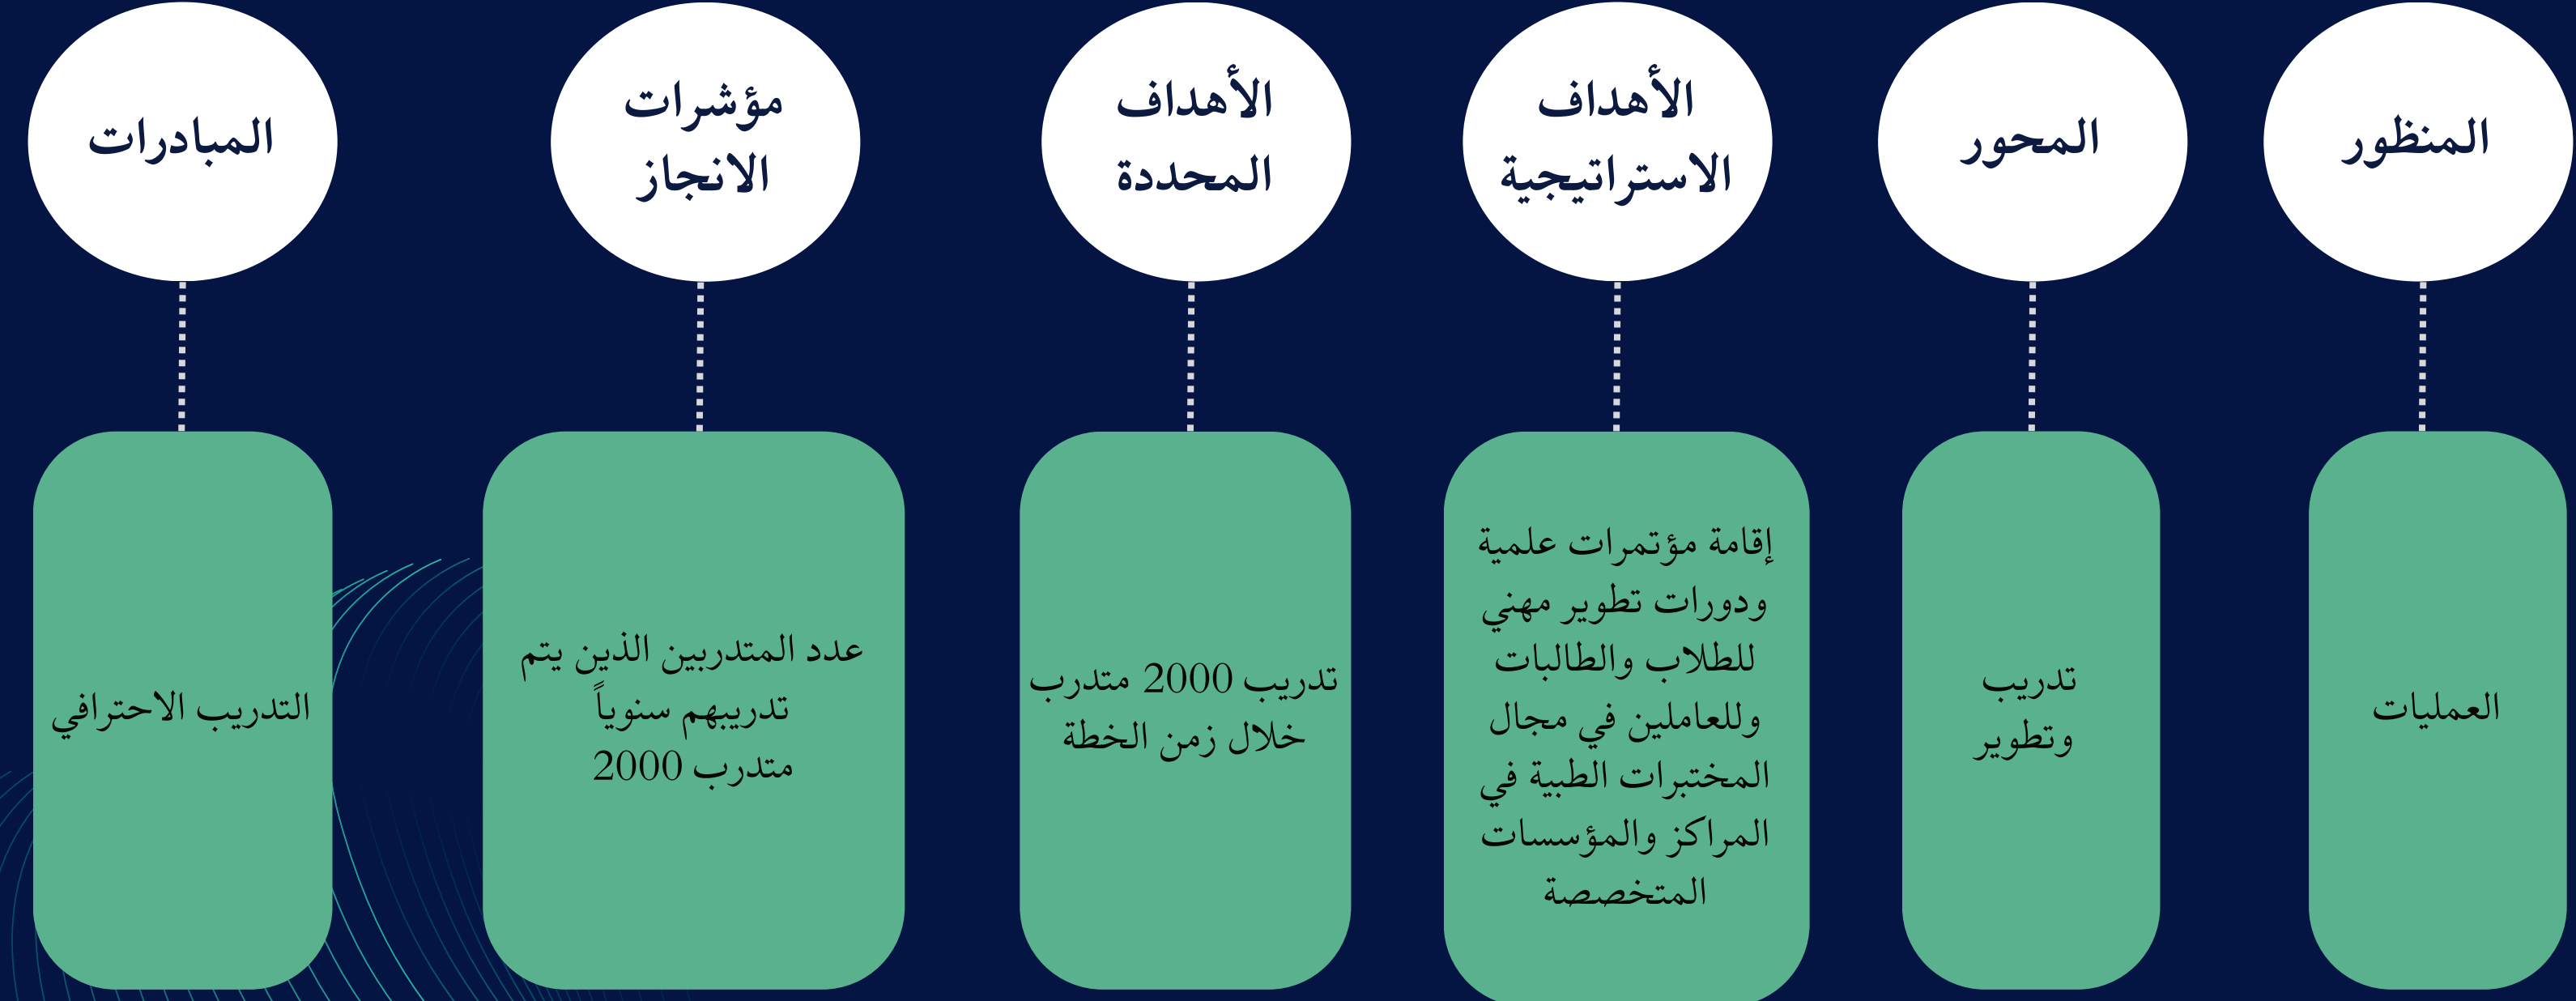 المنظور
المحور
الأهداف
الاستراتيجية
الأهداف
المحددة
مؤشرات
الانجاز
المبادرات
العمليات
تدريب
وتطوير
إقامة مؤتمرات علمية
ودورات تطوير مهني
للطلاب والطالبات
وللعاملين في مجال
المختبرات الطبية في
المراكز والمؤسسات
المتخصصة
تدريب 2000 متدرب
خلال زمن الخطة
عدد المتدربين الذين يتم
تدريبهم سنوياً
متدرب 2000
التدريب الاحترافي